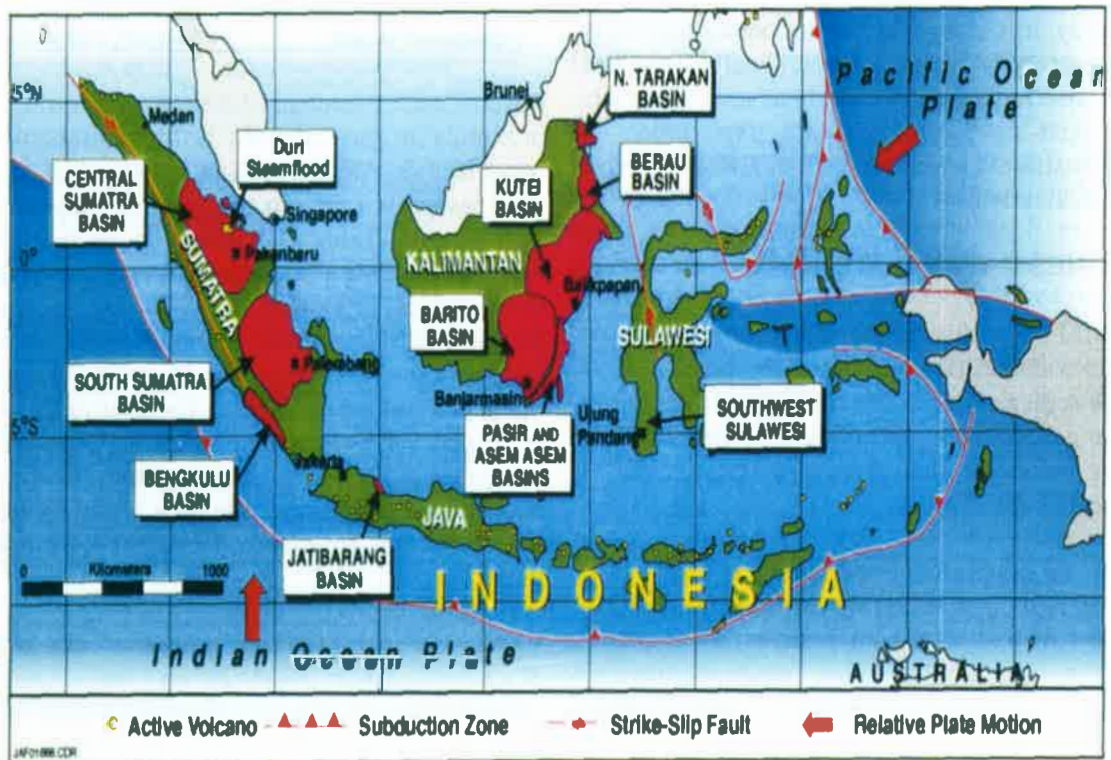 Pacific Ocean
Plate
5°N
Medan
Brunei
N. TARAKAN
BASIN
Duri
Steamflood
BERAU
BASIN
CENTRAL
SUMATRA
BASIN
KUTEI
BASIN
Singapore
Pekanbaru
0°
SUMATRA
KALIMANTAN
Balikpapan
BARITO
BASIN
SULAWESI
SOUTH SUMATRA
BASIN
Palembang
Banjarmasin
Ujung
Pandang
SOUTHWEST
SULAWESI
5°S
PASIR AND
ASEM ASEM
BASINS
BENGKULU
BASIN
Jakarta
JAVA
JATIBARANG
BASIN
0 Kilometers 1000
INDONESIA
Indian Ocean Plate
AUSTRALIA
Active Volcano
Subduction Zone
Strike-Slip Fault
Relative Plate Motion